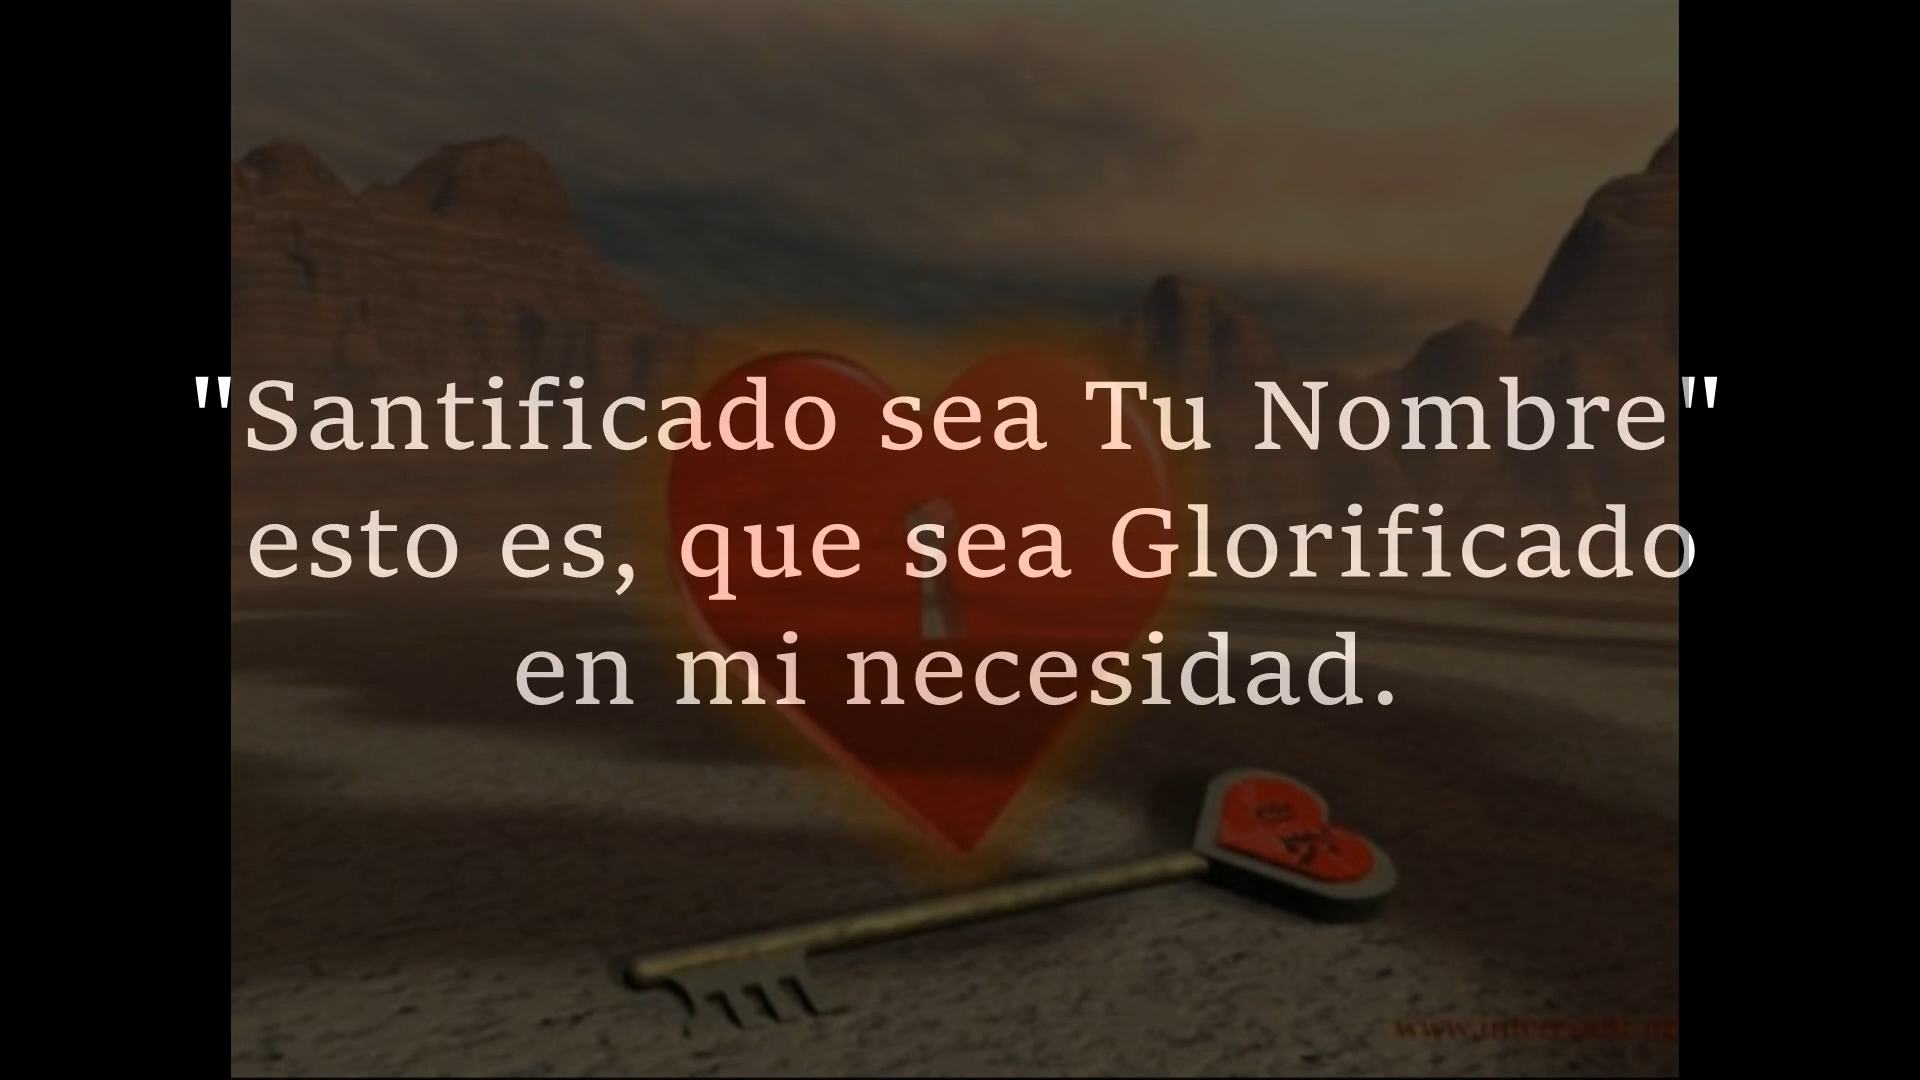 "Santificado sea Tu Nombre"
esto es, que sea Glorificado
en mi necesidad.